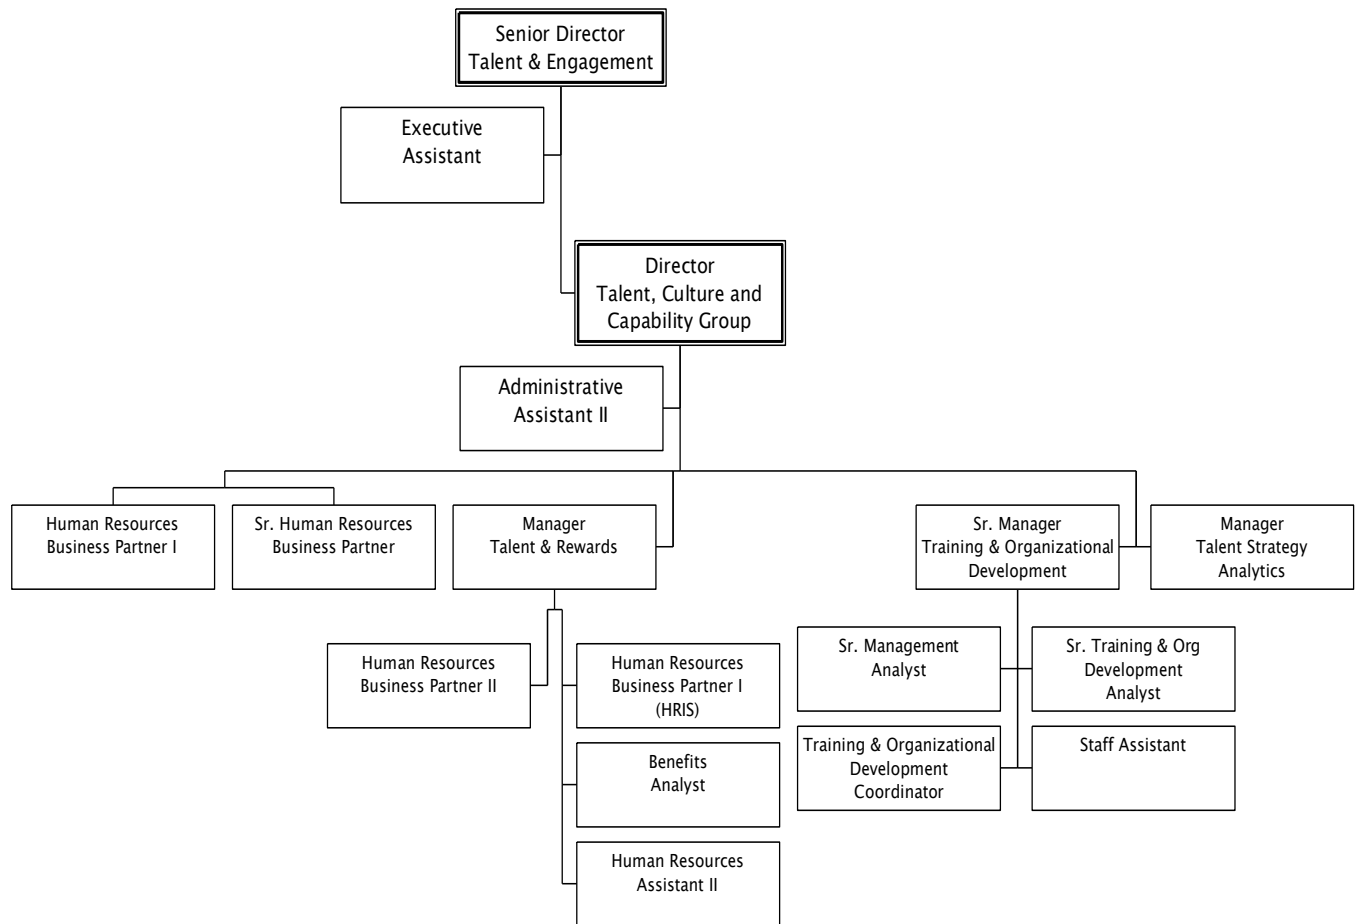 Senior Director
Talent & Engagement
Executive
Assistant
Director
Talent, Culture and
Capability Group
Administrative
Assistant II
Human Resources
Business Partner I
Sr. Human Resources
Business Partner
Manager
Talent & Rewards
Sr. Manager
Training & Organizational
Development
Manager
Talent Strategy
Analytics
Human Resources
Business Partner II
Human Resources
Business Partner I
(HRIS)
Benefits
Analyst
Human Resources
Assistant II
Sr. Management
Analyst
Sr. Training & Org
Development
Analyst
Training & Organizational
Development
Coordinator
Staff Assistant